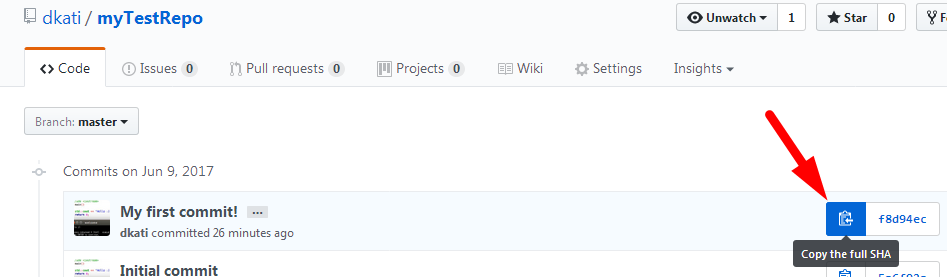 dkati / myTestRepo
Unwatch 1 Star 0
Code Issues 0 Pull requests 0 Projects 0 Wiki Settings Insights
Branch: master
Commits on Jun 9, 2017
My first commit! ...
dkati committed 26 minutes ago
f8d94ec
Copy the full SHA
Initial commit